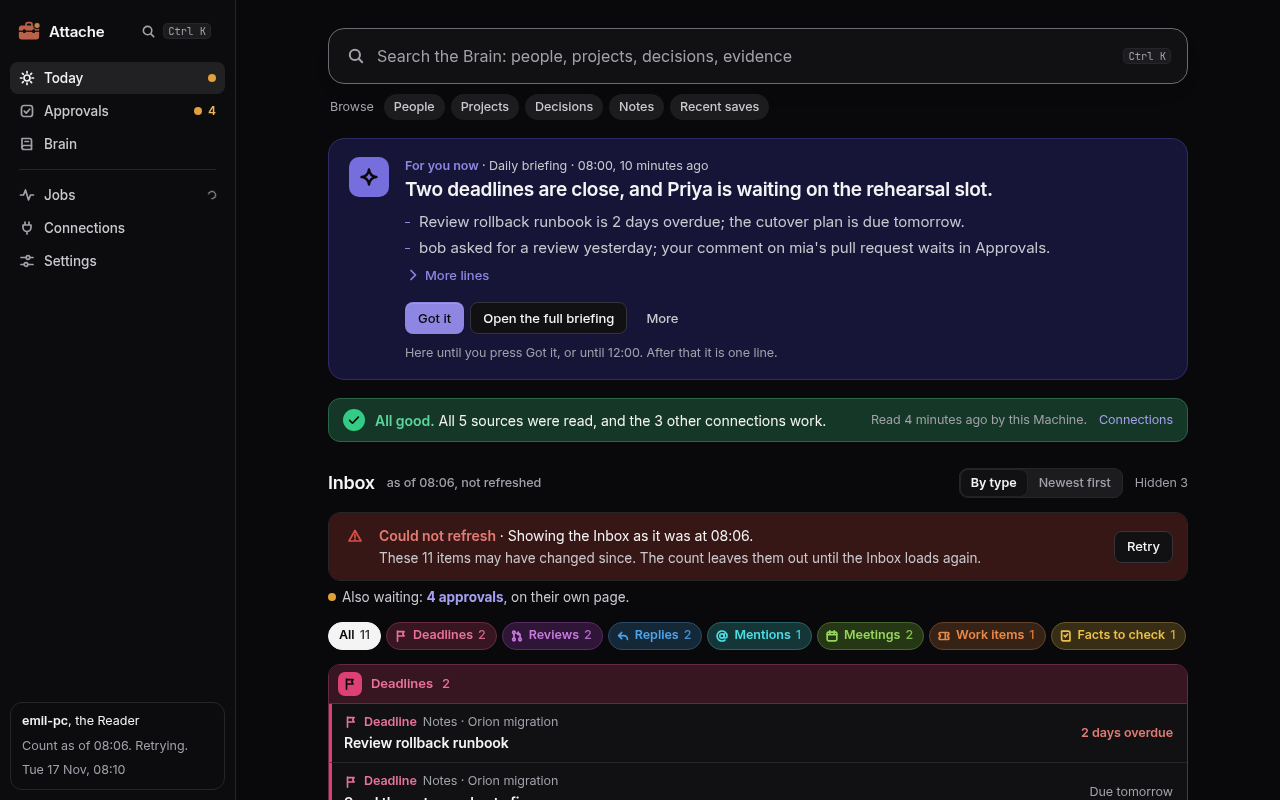 Attache
Ctrl K
Today
Approvals
4
Brain
Jobs
Connections
Settings
emil-pc, the Reader
Count as of 08:06. Retrying.
Tue 17 Nov, 08:10
Search the Brain: people, projects, decisions, evidence
Ctrl K
Browse People Projects Decisions Notes Recent saves
For you now · Daily briefing · 08:00, 10 minutes ago
Two deadlines are close, and Priya is waiting on the rehearsal slot.
- Review rollback runbook is 2 days overdue; the cutover plan is due tomorrow.
- bob asked for a review yesterday; your comment on mia's pull request waits in Approvals.
More lines
Got it Open the full briefing More
Here until you press Got it, or until 12:00. After that it is one line.
All good. All 5 sources were read, and the 3 other connections work. Read 4 minutes ago by this Machine. Connections
Inbox as of 08:06, not refreshed By type Newest first Hidden 3
Could not refresh · Showing the Inbox as it was at 08:06.
These 11 items may have changed since. The count leaves them out until the Inbox loads again.
Retry
Also waiting: 4 approvals, on their own page.
All 11 Deadlines 2 Reviews 2 Replies 2 Mentions 1 Meetings 2 Work items 1 Facts to check 1
Deadlines 2
Deadline Notes · Orion migration
Review rollback runbook
2 days overdue
Deadline Notes · Orion migration
Due tomorrow